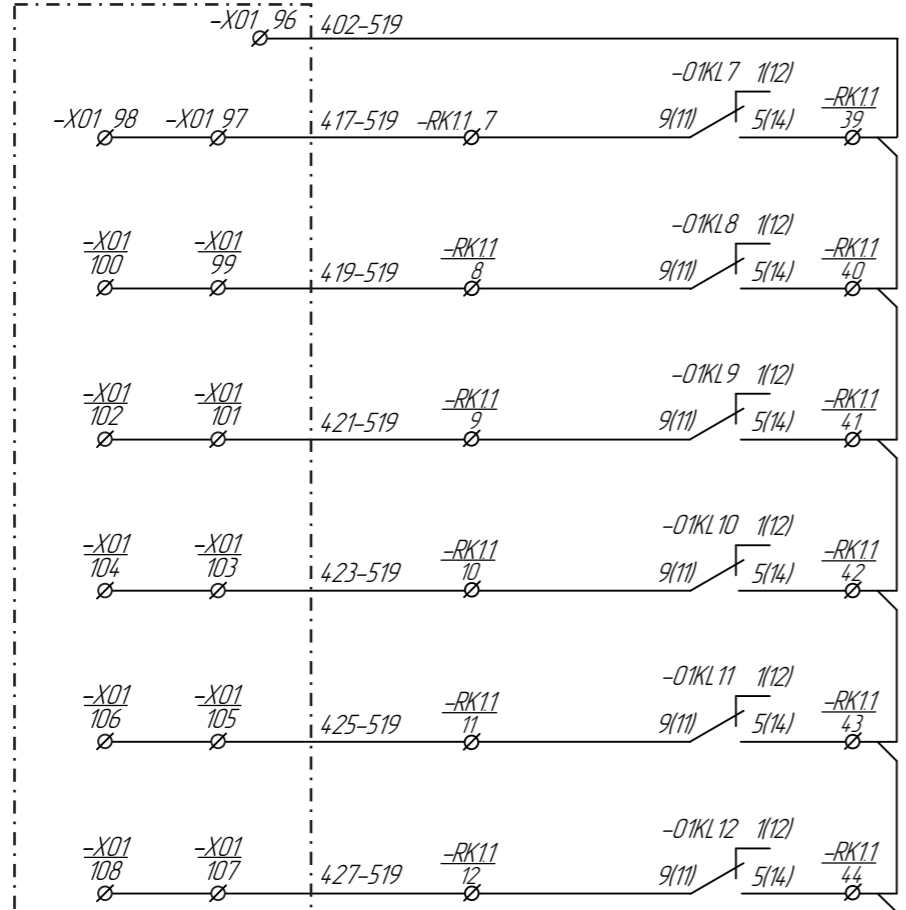 -X01 96 402-519
-01KL7 1(12)
-X01 98 -X01 97 417-519 -RK1.1 7 9(11) 5(14) -RK1.1
39
-01KL8 1(12)
-X01 -X01 -RK1.1 -RK1.1
100 99 419-519 8 9(11) 5(14) 40
-01KL9 1(12)
-X01 -X01 -RK1.1 -RK1.1
102 101 421-519 9 9(11) 5(14) 41
-01KL10 1(12)
-X01 -X01 -RK1.1 -RK1.1
104 103 423-519 10 9(11) 5(14) 42
-01KL11 1(12)
-X01 -X01 -RK1.1 -RK1.1
106 105 425-519 11 9(11) 5(14) 43
-01KL12 1(12)
-X01 -X01 -RK1.1 -RK1.1
108 107 427-519 12 9(11) 5(14) 44